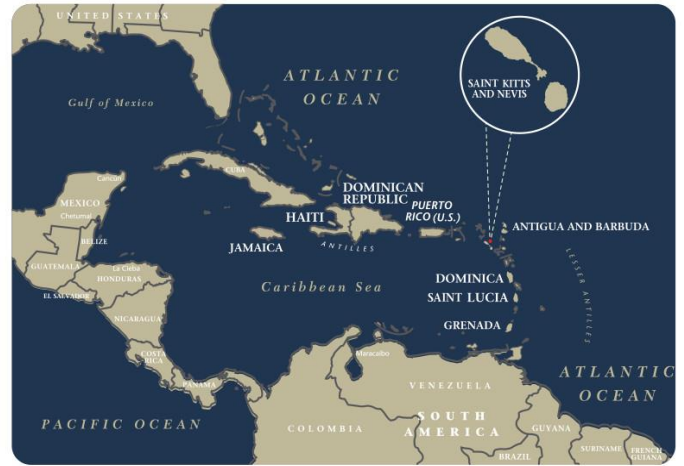 UNITED STATES
ATLANTIC
OCEAN
Gulf of Mexico
SAINT KITTS
AND NEVIS
Cancun
CUBA
MEXICO
Chetumal
DOMINICAN
REPUBLIC
PUERTO
RICO (U.S.)
HAITI
ANTIGUA AND BARBUDA
JAMAICA
ANTILLES
BELIZE
GUATEMALA
La Cieba
HONDURAS
EL SALVADOR
Caribbean Sea
DOMINICA
SAINT LUCIA
LESSER ANTILLES
NICARAGUA
GRENADA
COSTA
RICA
Maracaibo
PANAMA
VENEZUELA
ATLANTIC
OCEAN
PACIFIC OCEAN
COLOMBIA
SOUTH
AMERICA
GUYANA
SURINAME
FRENCH
GUIANA
BRAZIL